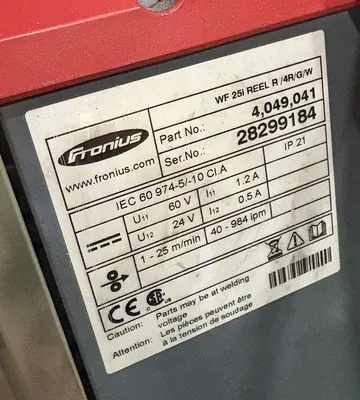 WF 25i REEL R /4R/G/W
Fronius
www.fronius.com
Part No.: 4,049,041
Ser.No.: 28299184
IEC 60 974-5/-10 Cl.A IP 21
U11 60 V I11 1.2 A
U12 24 V I12 0.5 A
1 - 25 m/min 40 - 984 ipm
CE
Caution: Parts may be at welding
voltage
Attention: Les pièces peuvent être
à la tension de soudage